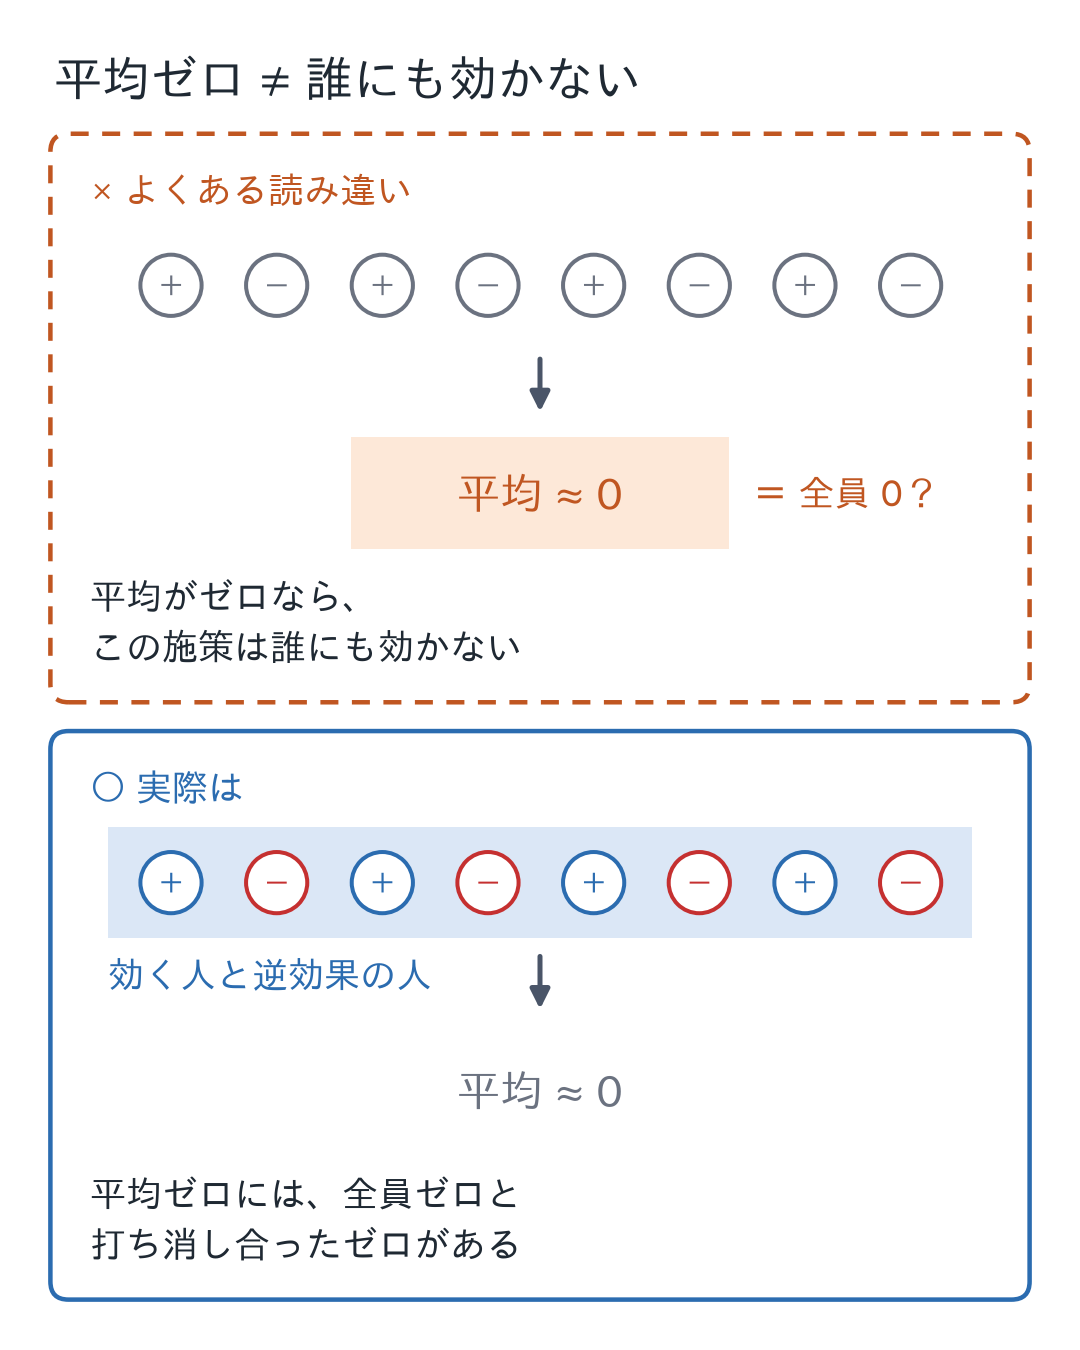 平均ゼロ ≠ 誰にも効かない
× よくある読み違い
+ − + − + − + −
平均 ≈ 0
= 全員 0？
平均がゼロなら、
この施策は誰にも効かない
〇 実際は
+ − + − + − + −
効く人と逆効果の人
平均 ≈ 0
平均ゼロには、全員ゼロと
打ち消し合ったゼロがある